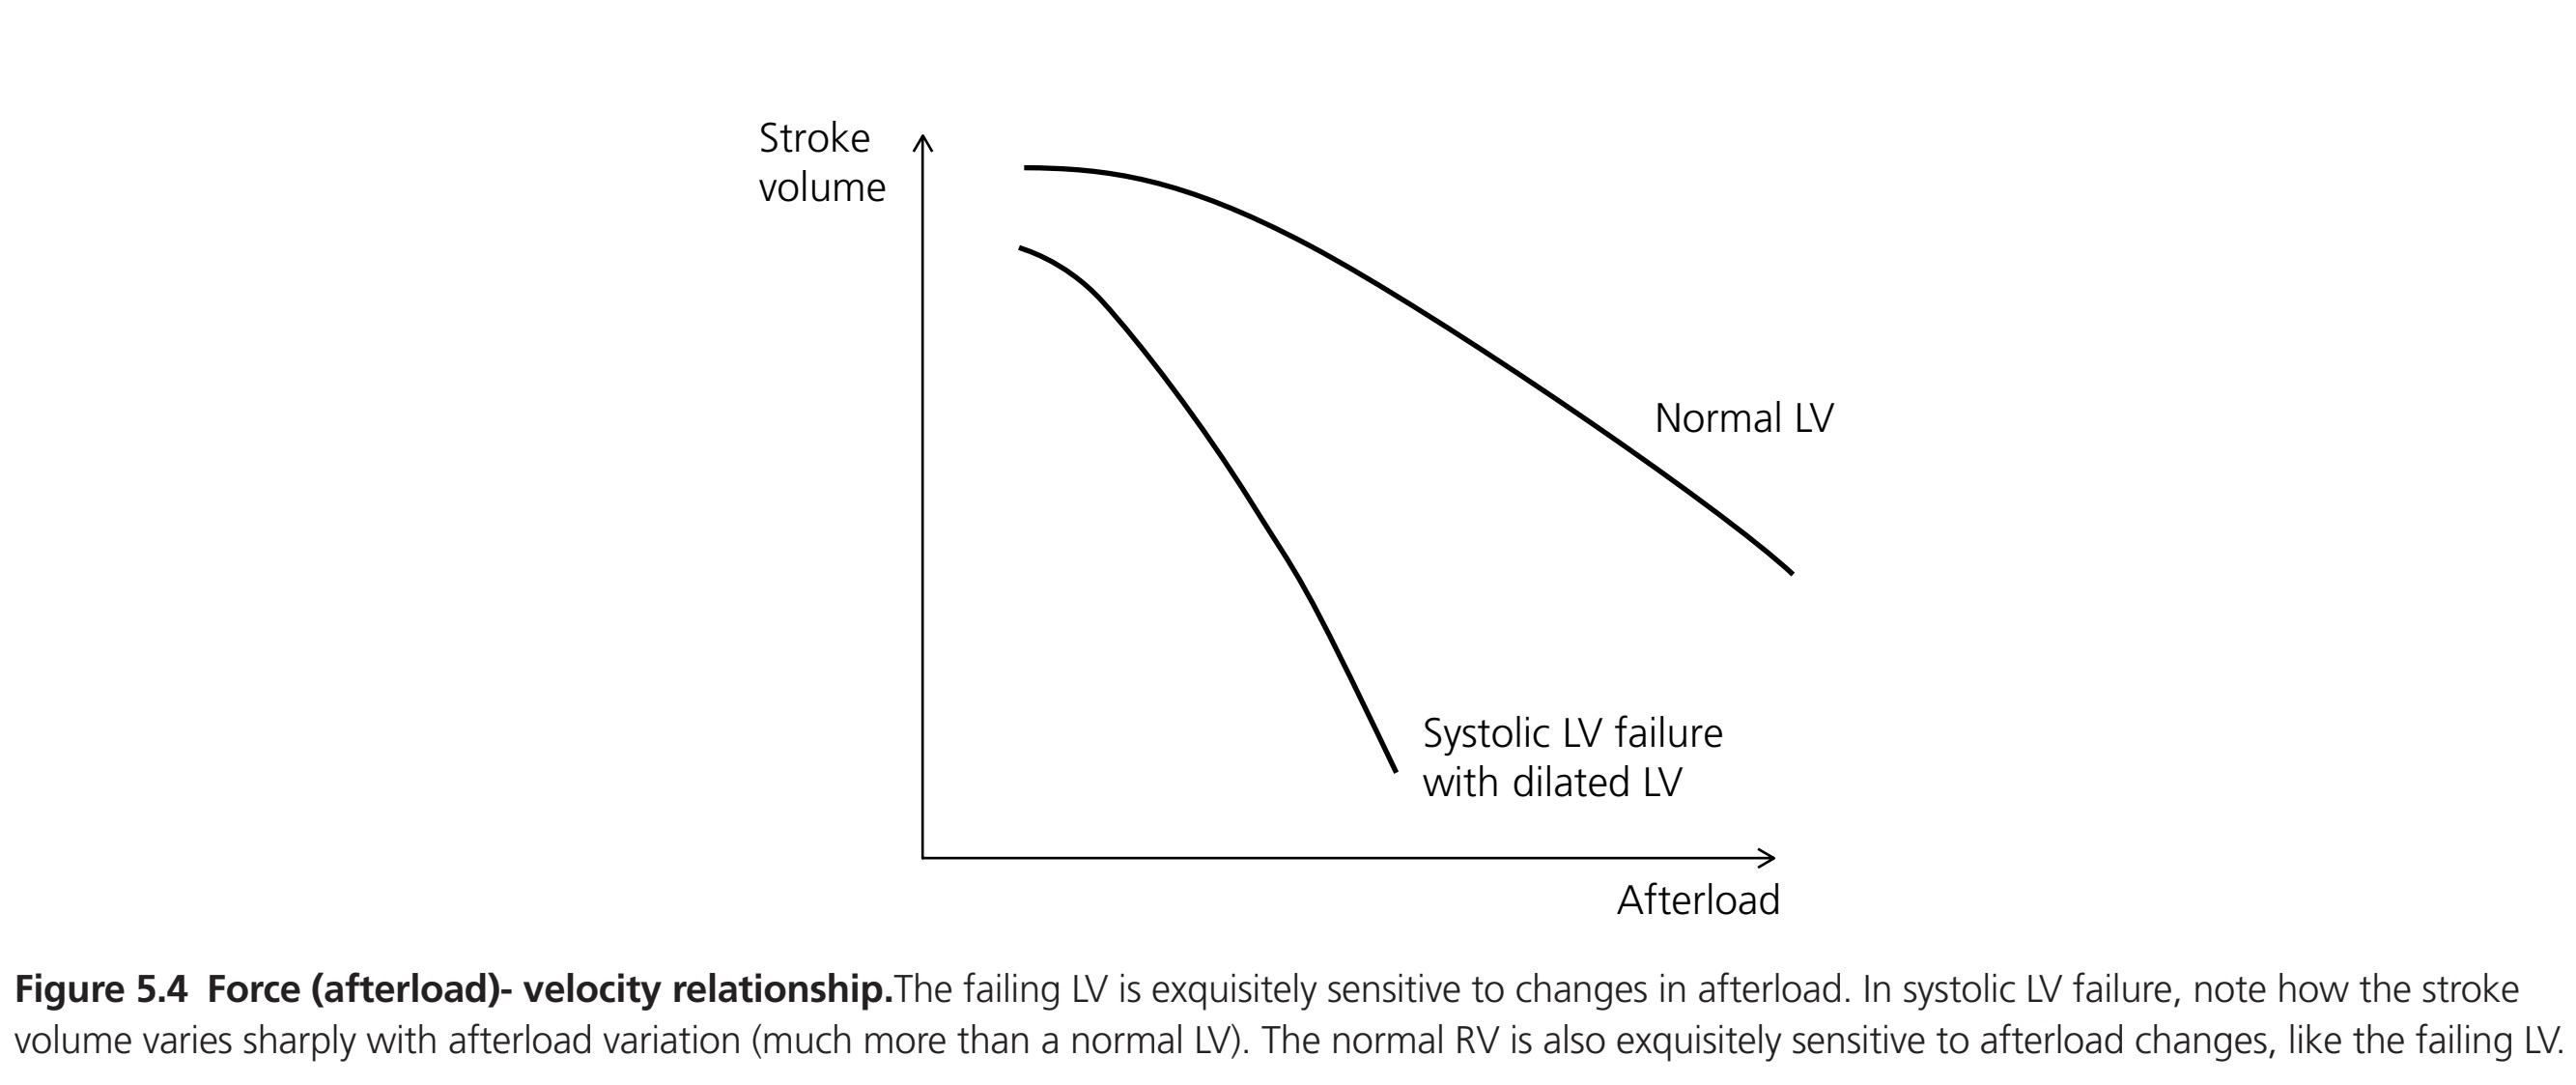 Stroke
volume
Normal LV
Systolic LV failure
with dilated LV
Afterload
Figure 5.4 Force (afterload)- velocity relationship.The failing LV is exquisitely sensitive to changes in afterload. In systolic LV failure, note how the stroke
volume varies sharply with afterload variation (much more than a normal LV). The normal RV is also exquisitely sensitive to afterload changes, like the failing LV.